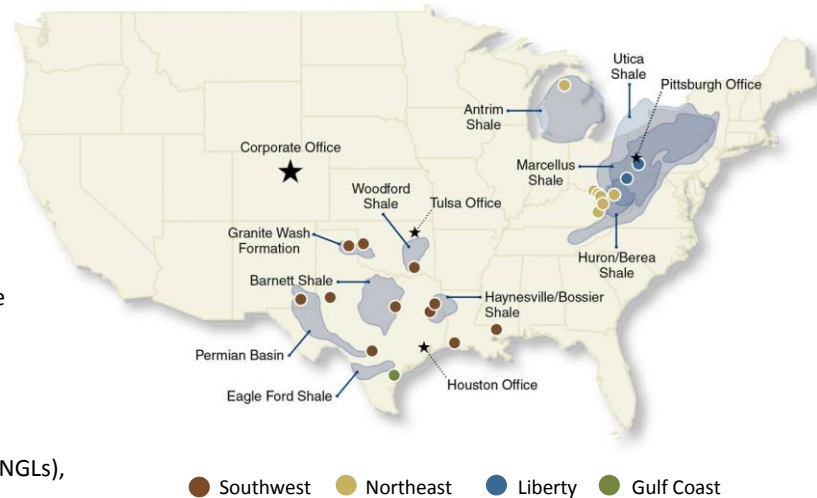 Utica
Shale
Pittsburgh Office
Antrim
Shale
Corporate Office
Marcellus
Shale
Woodford
Shale
Tulsa Office
Granite Wash
Formation
Huron/Berea
Shale
Barnett Shale
Haynesville/Bossier
Shale
e
Permian Basin
Houston Office
Eagle Ford Shale
NGLs),
Southwest
Northeast
Liberty
Gulf Coast